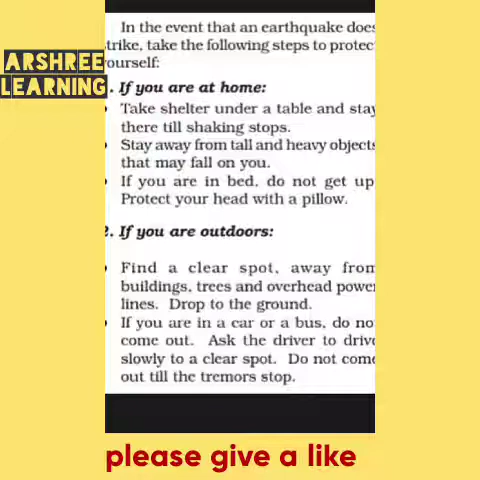 In the event that an earthquake does
trike, take the following steps to protec
ourself:
ARSHREE
LEARNING
. If you are at home:
Take shelter under a table and stay
there till shaking stops.
Stay away from tall and heavy objects
that may fall on you.
If you are in bed, do not get up
Protect your head with a pillow.
2. If you are outdoors:
Find a clear spot, away from
buildings, trees and overhead power
lines. Drop to the ground.
If you are in a car or a bus, do no
come out. Ask the driver to drive
slowly to a clear spot. Do not come
out till the tremors stop.
please give a like